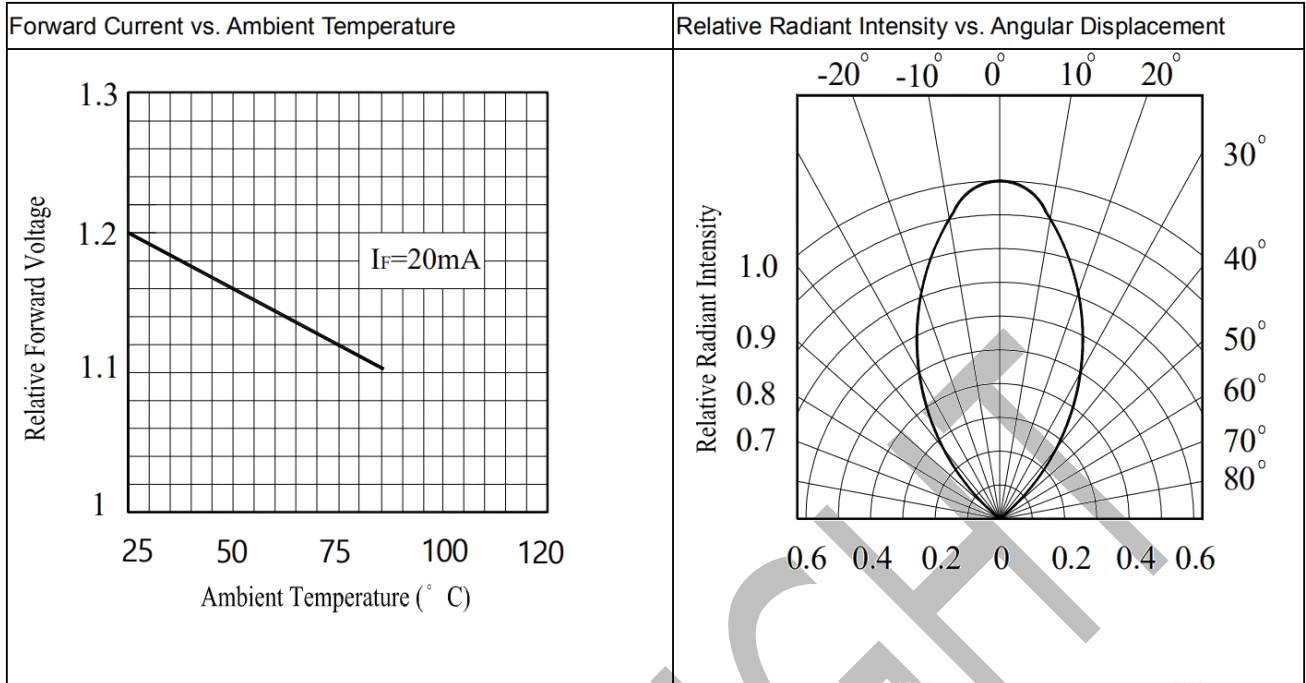 Forward Current vs. Ambient Temperature
1.3
1.2
1.1
1
Relative Forward Voltage
IF=20mA
25 50 75 100 120
Ambient Temperature (° C)
Relative Radiant Intensity vs. Angular Displacement
-20° -10° 0° 10° 20°
30°
40°
50°
60°
70°
80°
Relative Radiant Intensity
1.0
0.9
0.8
0.7
0.6 0.4 0.2 0 0.2 0.4 0.6